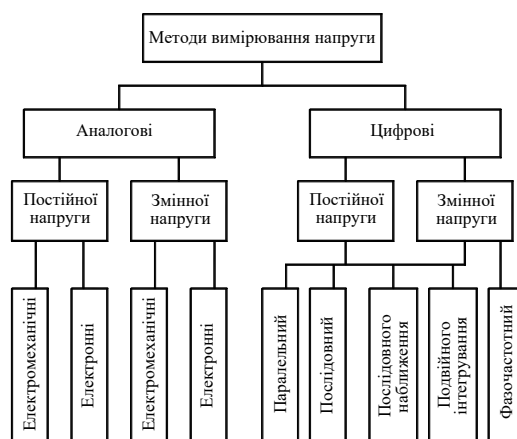 Методи вимірювання напруги
Аналогові
Цифрові
Постійної
напруги
Змінної
напруги
Постійної
напруги
Змінної
напруги
Електромеханічні
Електронні
Електромеханічні
Електронні
Паралельний
Послідовний
Послідовного
наближення
Подвійного
інтегрування
Фазочастотний